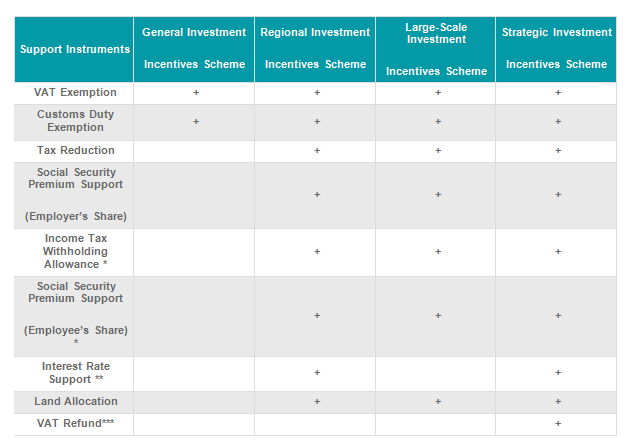 Support Instruments
General Investment
Incentives Scheme
Regional Investment
Incentives Scheme
Large-Scale
Investment
Incentives Scheme
Strategic Investment
Incentives Scheme
VAT Exemption + + + +
Customs Duty
Exemption + + + +
Tax Reduction + + +
Social Security
Premium Support
(Employer's Share) + + +
Income Tax
Withholding
Allowance * + + +
Social Security
Premium Support
(Employee's Share)
* + + +
Interest Rate
Support ** + +
Land Allocation + + +
VAT Refund*** +